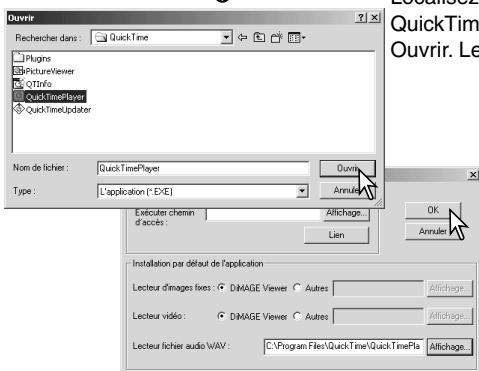 Localisez
QuickTim
Ouvrir. Le
Ouvrir
Rechercher dans : QuickTime
Plugins
PictureViewer
QTInfo
QuickTimePlayer
QuickTimeUpdater
Nom de fichier : QuickTimePlayer Ouvrir
Type : L'application (*.EXE) Annuler
Exécuter chemin d'accès : Affichage...
Lien
OK
Annuler
Installation par défaut de l'application
Lecteur d'images fixes : DiMAGE Viewer Autres Affichage...
Lecteur vidéo : DiMAGE Viewer Autres Affichage...
Lecteur fichier audio WAV : C:\Program Files\QuickTime\QuickTimePla Affichage...